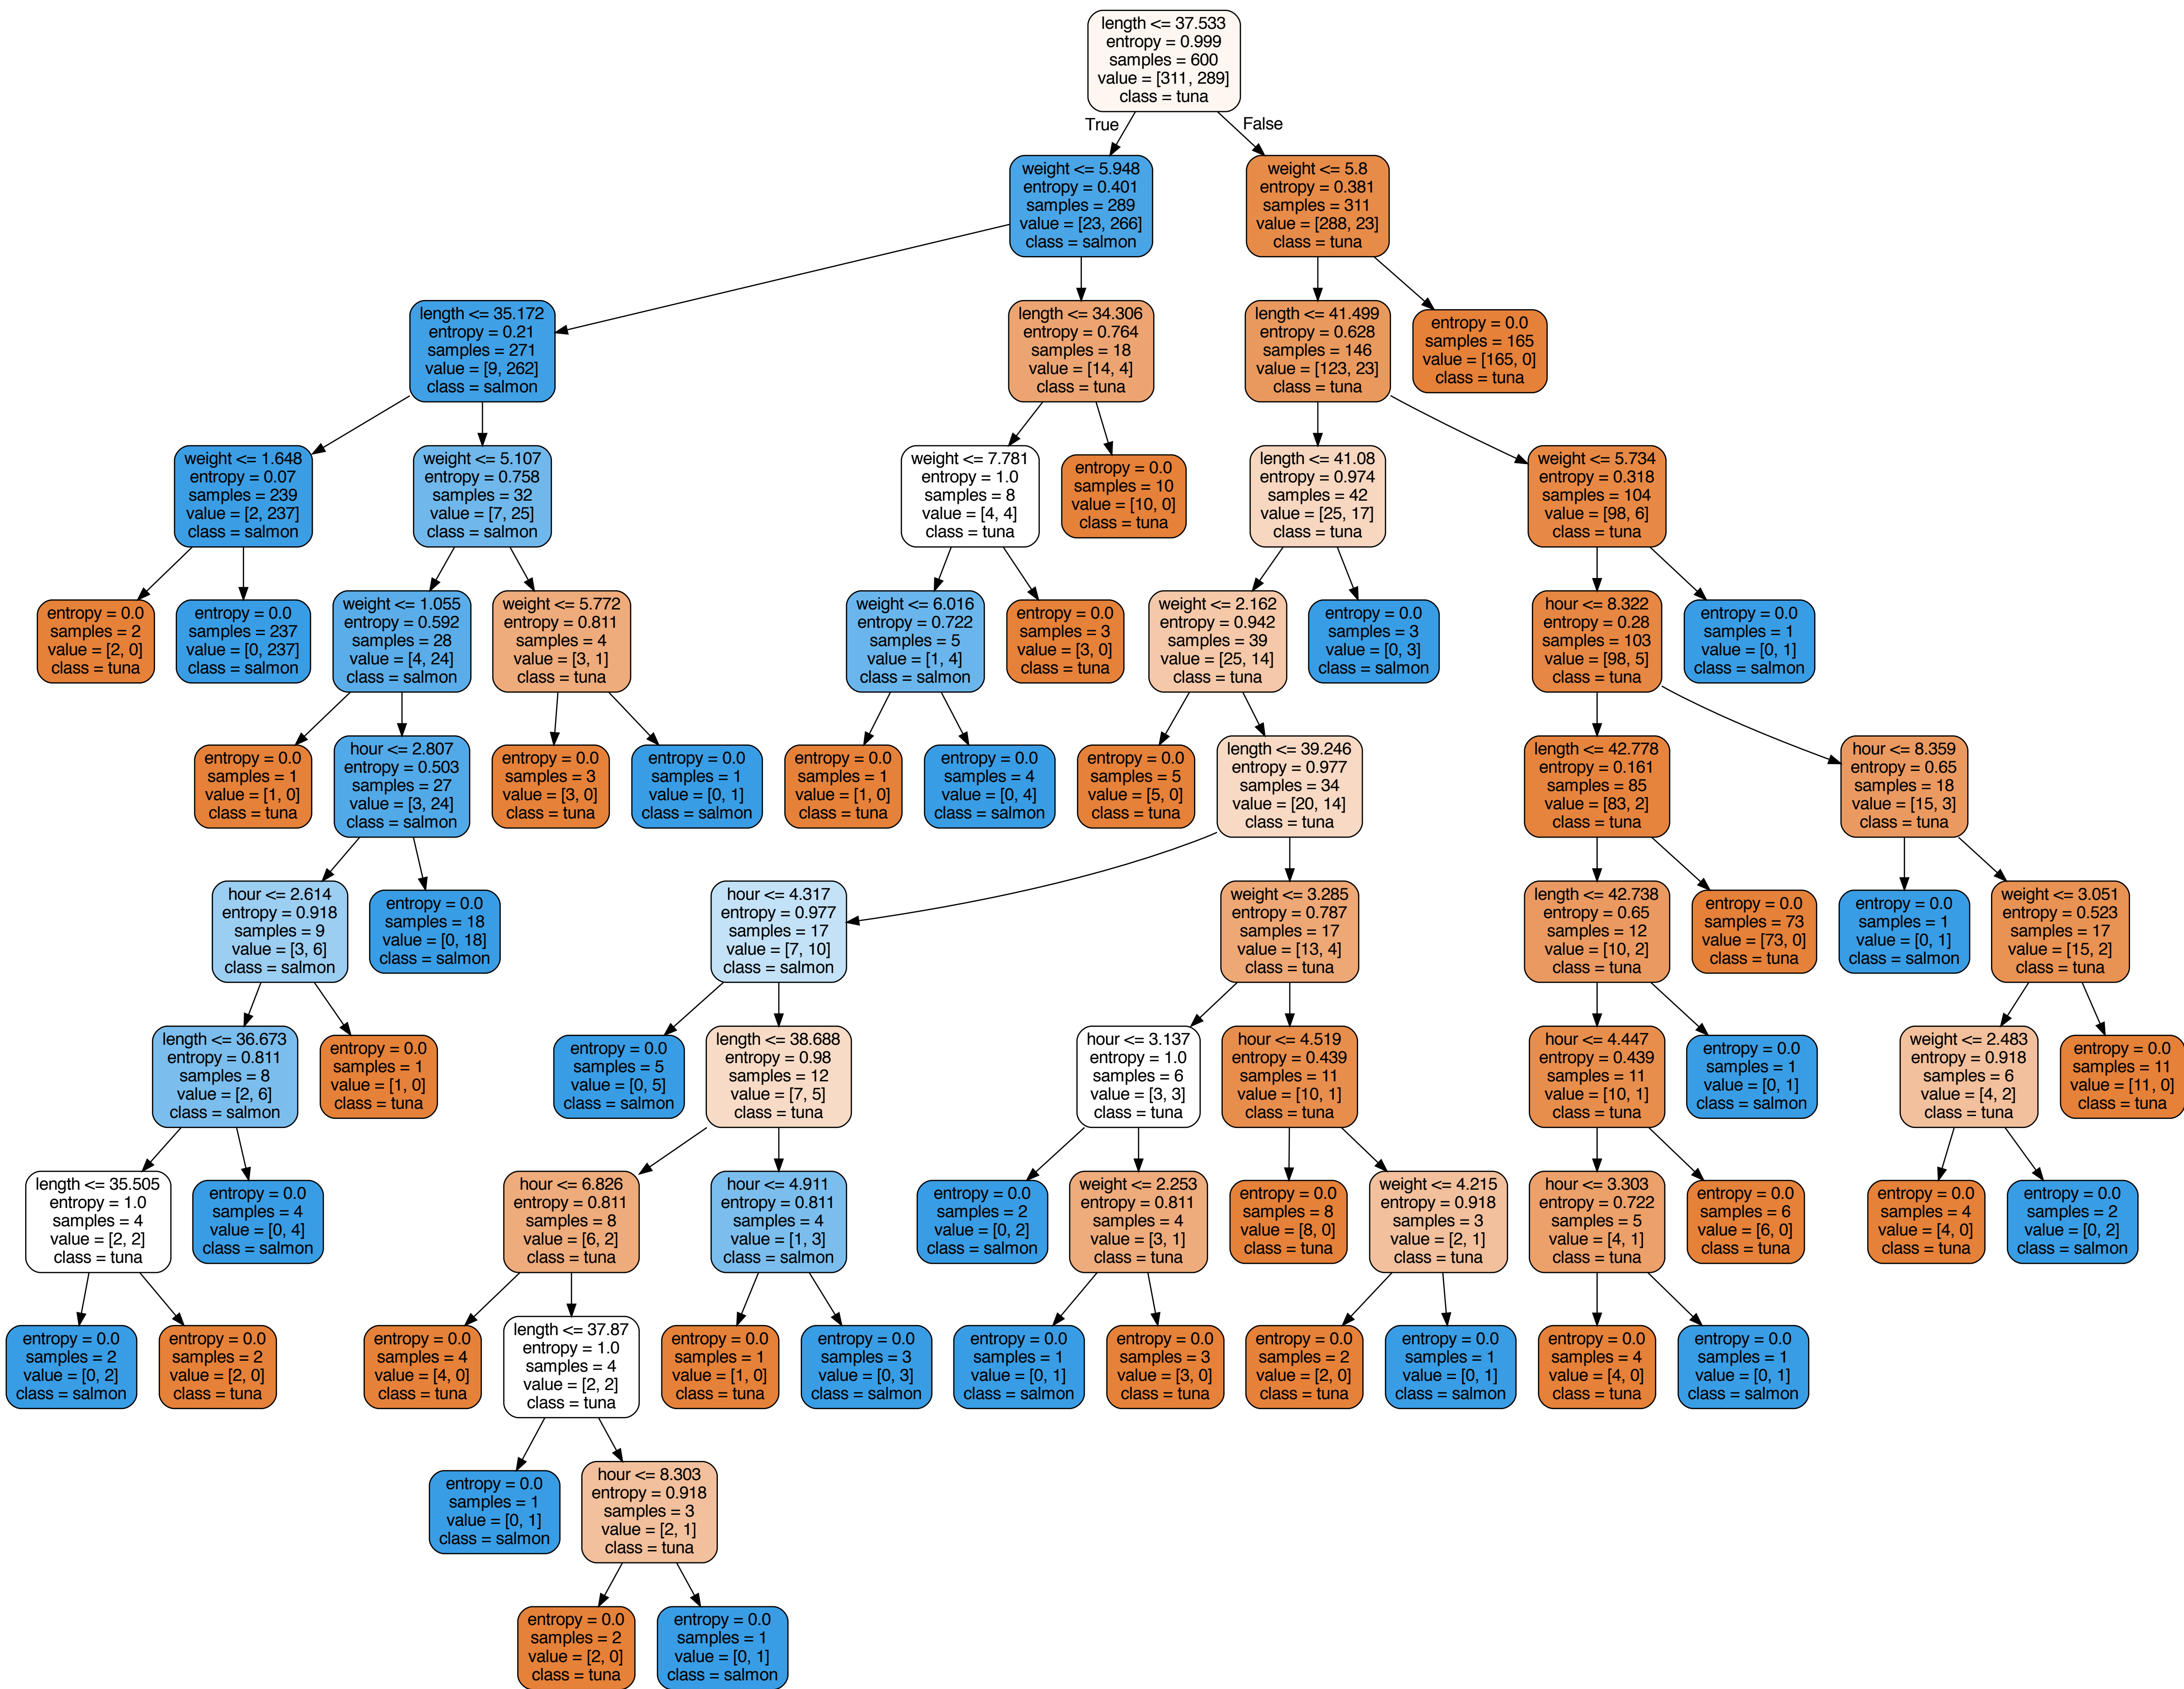 length <= 37.533
entropy = 0.999
samples = 600
value = [311, 289]
class = tuna
True
False
weight <= 5.948
entropy = 0.401
samples = 289
value = [23, 266]
class = salmon
weight <= 5.8
entropy = 0.381
samples = 311
value = [288, 23]
class = tuna
length <= 35.172
entropy = 0.21
samples = 271
value = [9, 262]
class = salmon
length <= 34.306
entropy = 0.764
samples = 18
value = [14, 4]
class = tuna
length <= 41.499
entropy = 0.628
samples = 146
value = [123, 23]
class = tuna
entropy = 0.0
samples = 165
value = [165, 0]
class = tuna
weight <= 1.648
entropy = 0.07
samples = 239
value = [2, 237]
class = salmon
weight <= 5.107
entropy = 0.758
samples = 32
value = [7, 25]
class = salmon
weight <= 7.781
entropy = 1.0
samples = 8
value = [4, 4]
class = tuna
entropy = 0.0
samples = 10
value = [10, 0]
class = tuna
length <= 41.08
entropy = 0.974
samples = 42
value = [25, 17]
class = tuna
weight <= 5.734
entropy = 0.318
samples = 104
value = [98, 6]
class = tuna
entropy = 0.0
samples = 2
value = [2, 0]
class = tuna
entropy = 0.0
samples = 237
value = [0, 237]
class = salmon
weight <= 1.055
entropy = 0.592
samples = 28
value = [4, 24]
class = salmon
weight <= 5.772
entropy = 0.811
samples = 4
value = [3, 1]
class = tuna
weight <= 6.016
entropy = 0.722
samples = 5
value = [1, 4]
class = salmon
entropy = 0.0
samples = 3
value = [3, 0]
class = tuna
weight <= 2.162
entropy = 0.942
samples = 39
value = [25, 14]
class = tuna
entropy = 0.0
samples = 3
value = [0, 3]
class = salmon
hour <= 8.322
entropy = 0.28
samples = 103
value = [98, 5]
class = tuna
entropy = 0.0
samples = 1
value = [0, 1]
class = salmon
entropy = 0.0
samples = 1
value = [1, 0]
class = tuna
hour <= 2.807
entropy = 0.503
samples = 27
value = [3, 24]
class = salmon
entropy = 0.0
samples = 3
value = [3, 0]
class = tuna
entropy = 0.0
samples = 1
value = [0, 1]
class = salmon
entropy = 0.0
samples = 1
value = [1, 0]
class = tuna
entropy = 0.0
samples = 4
value = [0, 4]
class = salmon
entropy = 0.0
samples = 5
value = [5, 0]
class = tuna
length <= 39.246
entropy = 0.977
samples = 34
value = [20, 14]
class = tuna
length <= 42.778
entropy = 0.161
samples = 85
value = [83, 2]
class = tuna
hour <= 8.359
entropy = 0.65
samples = 18
value = [15, 3]
class = tuna
hour <= 2.614
entropy = 0.918
samples = 9
value = [3, 6]
class = salmon
entropy = 0.0
samples = 18
value = [0, 18]
class = salmon
hour <= 4.317
entropy = 0.977
samples = 17
value = [7, 10]
class = salmon
weight <= 3.285
entropy = 0.787
samples = 17
value = [13, 4]
class = tuna
length <= 42.738
entropy = 0.65
samples = 12
value = [10, 2]
class = tuna
entropy = 0.0
samples = 73
value = [73, 0]
class = tuna
entropy = 0.0
samples = 1
value = [0, 1]
class = salmon
weight <= 3.051
entropy = 0.523
samples = 17
value = [15, 2]
class = tuna
length <= 36.673
entropy = 0.811
samples = 8
value = [2, 6]
class = salmon
entropy = 0.0
samples = 1
value = [1, 0]
class = tuna
entropy = 0.0
samples = 5
value = [0, 5]
class = salmon
length <= 38.688
entropy = 0.98
samples = 12
value = [7, 5]
class = tuna
hour <= 3.137
entropy = 1.0
samples = 6
value = [3, 3]
class = tuna
hour <= 4.519
entropy = 0.439
samples = 11
value = [10, 1]
class = tuna
hour <= 4.447
entropy = 0.439
samples = 11
value = [10, 1]
class = tuna
entropy = 0.0
samples = 1
value = [0, 1]
class = salmon
weight <= 2.483
entropy = 0.918
samples = 6
value = [4, 2]
class = tuna
entropy = 0.0
samples = 11
value = [11, 0]
class = tuna
length <= 35.505
entropy = 1.0
samples = 4
value = [2, 2]
class = tuna
entropy = 0.0
samples = 4
value = [0, 4]
class = salmon
hour <= 6.826
entropy = 0.811
samples = 8
value = [6, 2]
class = tuna
hour <= 4.911
entropy = 0.811
samples = 4
value = [1, 3]
class = salmon
entropy = 0.0
samples = 2
value = [0, 2]
class = salmon
weight <= 2.253
entropy = 0.811
samples = 4
value = [3, 1]
class = tuna
entropy = 0.0
samples = 8
value = [8, 0]
class = tuna
weight <= 4.215
entropy = 0.918
samples = 3
value = [2, 1]
class = tuna
hour <= 3.303
entropy = 0.722
samples = 5
value = [4, 1]
class = tuna
entropy = 0.0
samples = 6
value = [6, 0]
class = tuna
entropy = 0.0
samples = 4
value = [4, 0]
class = tuna
entropy = 0.0
samples = 2
value = [0, 2]
class = salmon
entropy = 0.0
samples = 2
value = [0, 2]
class = salmon
entropy = 0.0
samples = 2
value = [2, 0]
class = tuna
entropy = 0.0
samples = 4
value = [4, 0]
class = tuna
length <= 37.87
entropy = 1.0
samples = 4
value = [2, 2]
class = tuna
entropy = 0.0
samples = 1
value = [1, 0]
class = tuna
entropy = 0.0
samples = 3
value = [0, 3]
class = salmon
entropy = 0.0
samples = 1
value = [0, 1]
class = salmon
entropy = 0.0
samples = 3
value = [3, 0]
class = tuna
entropy = 0.0
samples = 2
value = [2, 0]
class = tuna
entropy = 0.0
samples = 1
value = [0, 1]
class = salmon
entropy = 0.0
samples = 4
value = [4, 0]
class = tuna
entropy = 0.0
samples = 1
value = [0, 1]
class = salmon
entropy = 0.0
samples = 1
value = [0, 1]
class = salmon
hour <= 8.303
entropy = 0.918
samples = 3
value = [2, 1]
class = tuna
entropy = 0.0
samples = 2
value = [2, 0]
class = tuna
entropy = 0.0
samples = 1
value = [0, 1]
class = salmon